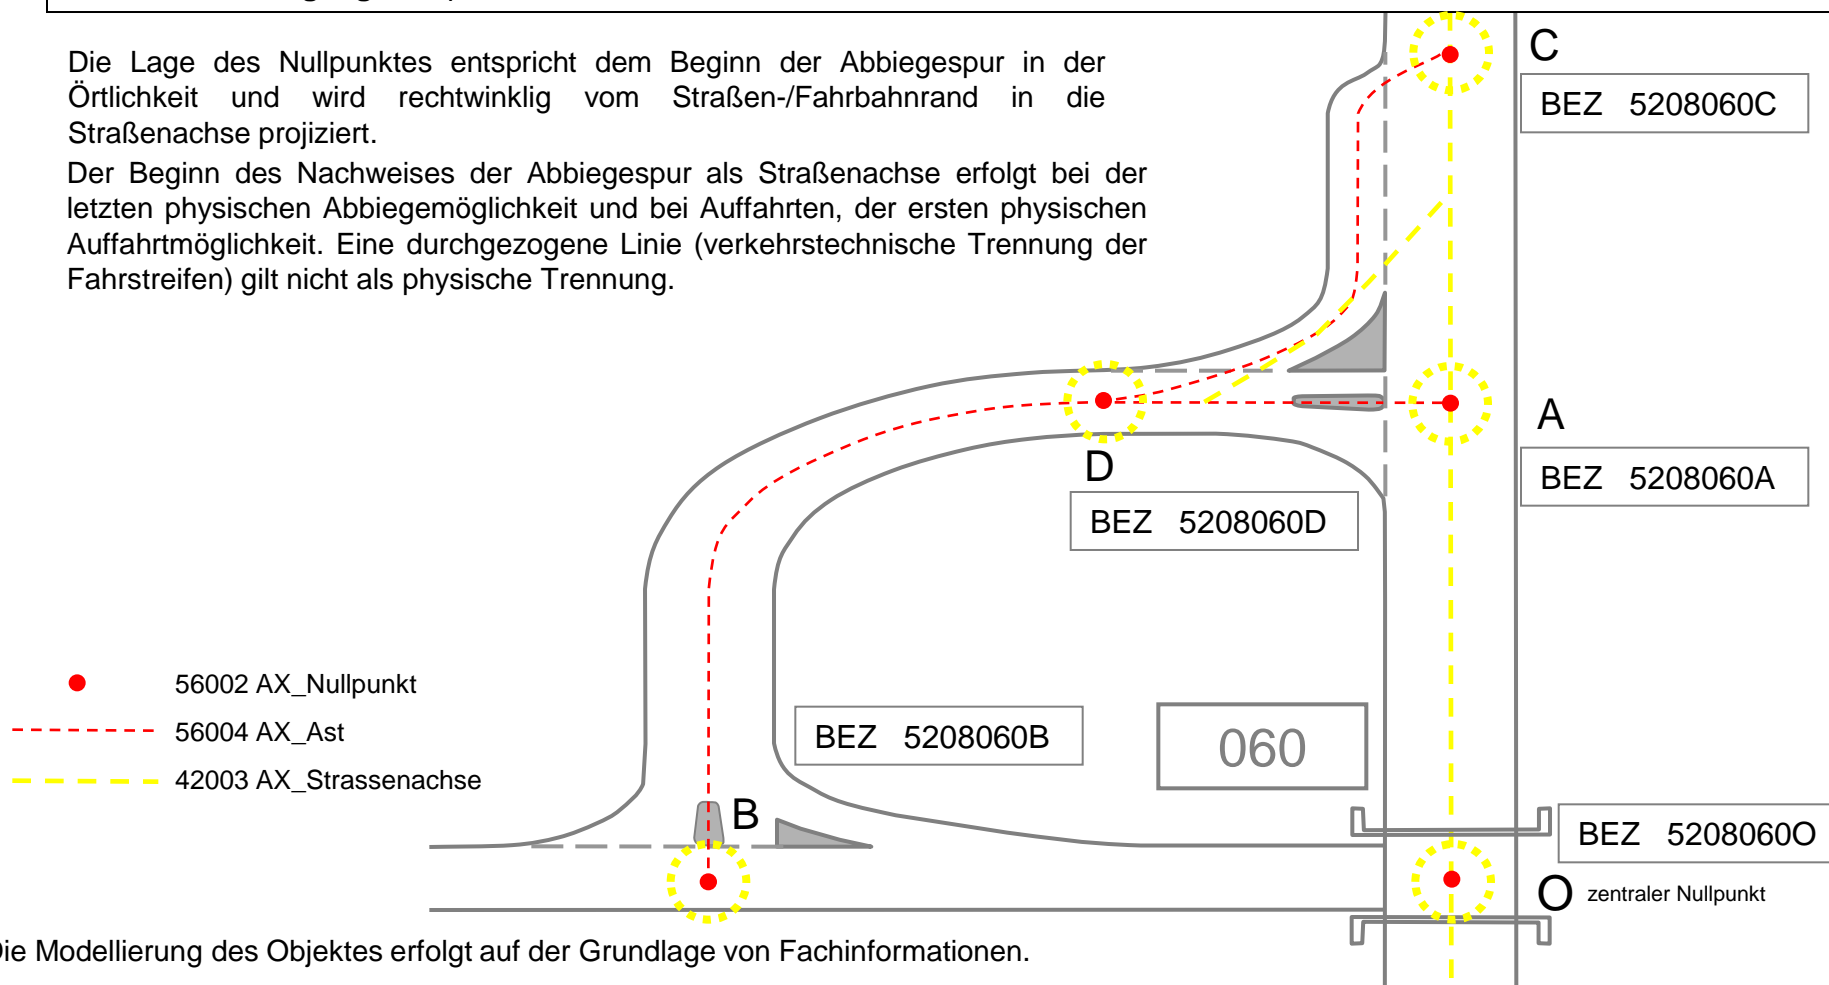 Die Lage des Nullpunktes entspricht dem Beginn der Abbiegespur in der
Örtlichkeit und wird rechtwinklig vom Straßen-/Fahrbahnrand in die
Straßenachse projiziert.
Der Beginn des Nachweises der Abbiegespur als Straßenachse erfolgt bei der
letzten physischen Abbiegemöglichkeit und bei Auffahrten, der ersten physischen
Auffahrtmöglichkeit. Eine durchgezogene Linie (verkehrstechnische Trennung der
Fahrstreifen) gilt nicht als physische Trennung.
C
BEZ 5208060C
A
BEZ 5208060A
D
BEZ 5208060D
56002 AX_Nullpunkt
56004 AX_Ast
42003 AX_Strassenachse
BEZ 5208060B
B
060
BEZ 5208060O
O zentraler Nullpunkt
Die Modellierung des Objektes erfolgt auf der Grundlage von Fachinformationen.